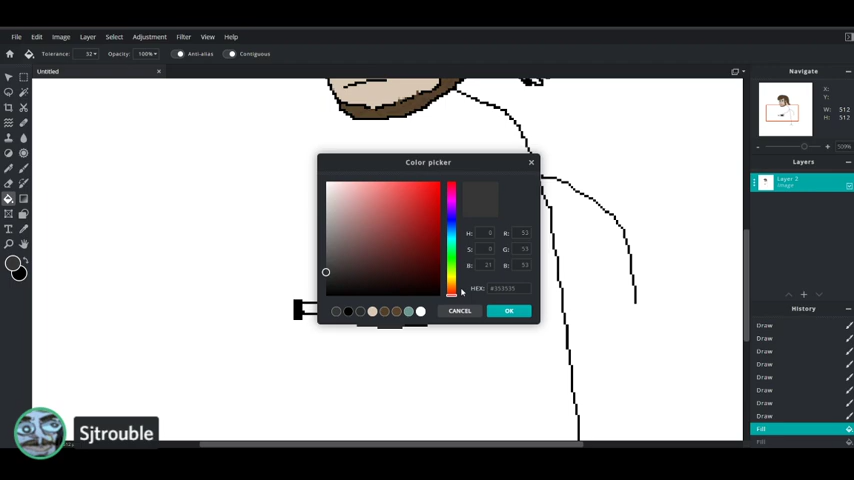 File Edit Image Layer Select Adjustment Filter View Help
Tolerance: 32 Opacity: 100% Anti-alias Contiguous
Untitled
Navigate
X:
Y:
W: 512
H: 512
509%
Layers
Layer 2
Image
Color picker
H: 0 R: 53
S: 0 G: 53
B: 21 B: 53
HEX: #353535
CANCEL OK
History
Draw
Draw
Draw
Draw
Draw
Draw
Draw
Draw
Fill
Fill
Sjtrouble